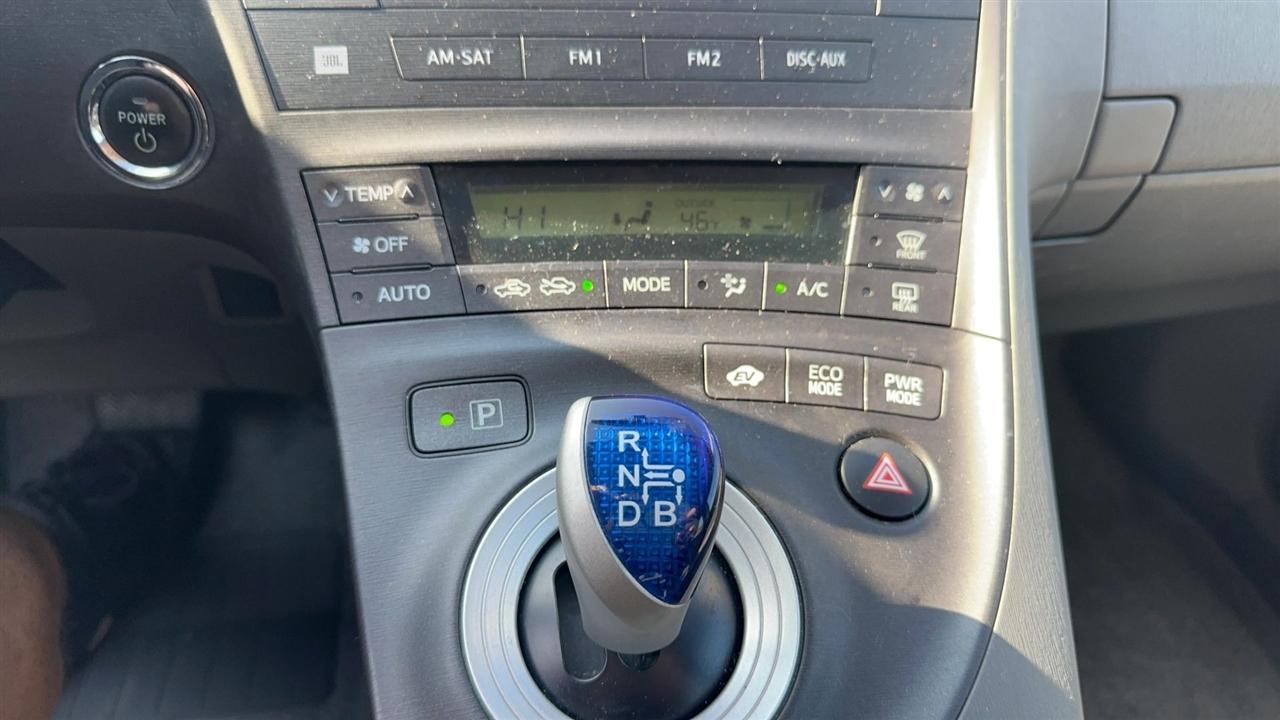 JBL
AM·SAT FM1 FM2 DISC·AUX
POWER
TEMP
OFF
AUTO
HI
OUTSIDE
46°F
FRONT
MODE
A/C
REAR
EV
ECO MODE
PWR MODE
P
R
N
D B